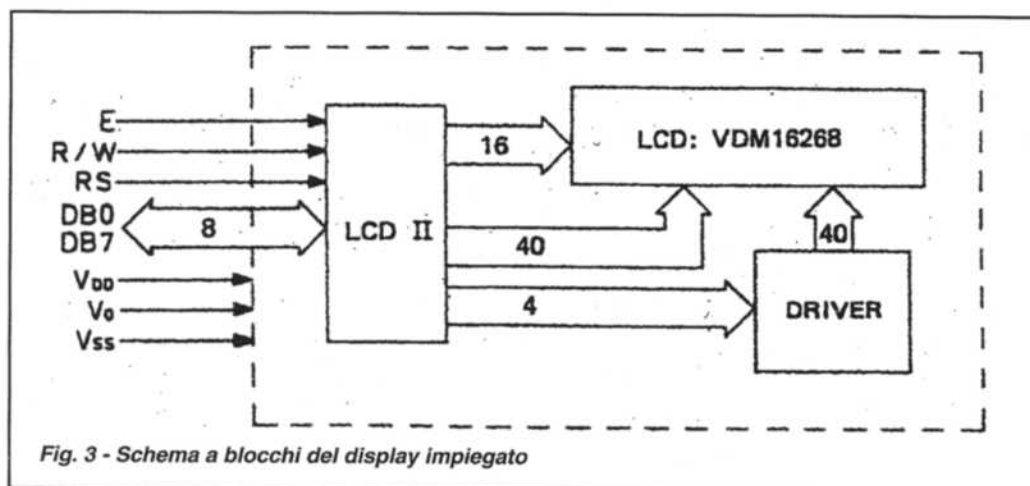 E
R/W
RS
DB0
DB7
8
VDD
V0
VSS
LCD II
16
40
4
LCD: VDM16268
40
DRIVER
Fig. 3 - Schema a blocchi del display impiegato